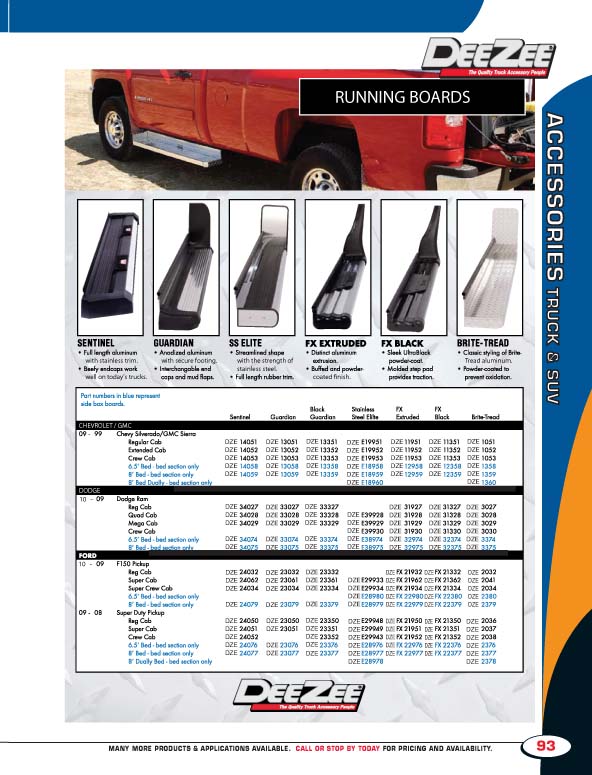 DEEZEE
The Quality Truck Accessory People
RUNNING BOARDS
ACCESSORIES TRUCK & SUV
SENTINEL
• Full length aluminum
with stainless trim.
• Beefy endcaps work
well on today's trucks.
GUARDIAN
• Anodized aluminum
with secure footing.
• Interchangable end
caps and mud flaps.
SS ELITE
• Streamlined shape
with the strength of
stainless steel.
• Full length rubber trim.
FX EXTRUDED
• Distinct aluminum
extrusion.
• Buffed and powder-
coated finish.
FX BLACK
• Sleek UltraBlack
powder-coat.
• Molded step pad
provides traction.
BRITE-TREAD
• Classic styling of Brite-
Tread aluminum.
• Powder-coated to
prevent oxidation.
Part numbers in blue represent
side box boards.
Sentinel Guardian Black Guardian Stainless Steel Elite FX Extruded FX Black Brite-Tread
CHEVROLET / GMC
09 - 99 Chevy Silverado/GMC Sierra
Regular Cab DZE 14051 DZE 13051 DZE 13351 DZE E19951 DZE 11951 DZE 11351 DZE 1051
Extended Cab DZE 14052 DZE 13052 DZE 13352 DZE E19952 DZE 11952 DZE 11352 DZE 1052
Crew Cab DZE 14053 DZE 13053 DZE 13353 DZE E19953 DZE 11953 DZE 11353 DZE 1053
6.5' Bed - bed section only DZE 14058 DZE 13058 DZE 13358 DZE E18958 DZE 12958 DZE 12358 DZE 1358
8' Bed - bed section only DZE 14059 DZE 13059 DZE 13359 DZE E18959 DZE 12959 DZE 12359 DZE 1359
8' Bed Dually - bed section only DZE E18960 DZE 1360
DODGE
10 - 09 Dodge Ram
Reg Cab DZE 34027 DZE 33027 DZE 33327 DZE 31927 DZE 31327 DZE 3027
Quad Cab DZE 34028 DZE 33028 DZE 33328 DZE E39928 DZE 31928 DZE 31328 DZE 3028
Mega Cab DZE 34029 DZE 33029 DZE 33329 DZE E39929 DZE 31929 DZE 31329 DZE 3029
Crew Cab DZE E39930 DZE 31930 DZE 31330 DZE 3030
6.5' Bed - bed section only DZE 34074 DZE 33074 DZE 33374 DZE E38974 DZE 32974 DZE 32374 DZE 3374
8' Bed - bed section only DZE 34075 DZE 33075 DZE 33375 DZE E38975 DZE 32975 DZE 32375 DZE 3375
FORD
10 - 09 F150 Pickup
Reg Cab DZE 24032 DZE 23032 DZE 23332 DZE FX 21932 DZE FX 21332 DZE 2032
Super Cab DZE 24062 DZE 23061 DZE 23361 DZE E29933 DZE FX 21962 DZE FX 21362 DZE 2041
Super Crew Cab DZE 24034 DZE 23034 DZE 23334 DZE E29934 DZE FX 21934 DZE FX 21334 DZE 2034
6.5' Bed - bed section only DZE E28980 DZE FX 22980 DZE FX 22380 DZE 2380
8' Bed - bed section only DZE 24079 DZE 23079 DZE 23379 DZE E28979 DZE FX 22979 DZE FX 22379 DZE 2379
09 - 08 Super Duty Pickup
Reg Cab DZE 24050 DZE 23050 DZE 23350 DZE E29948 DZE FX 21950 DZE FX 21350 DZE 2036
Super Cab DZE 24051 DZE 23051 DZE 23351 DZE E29949 DZE FX 21951 DZE FX 21351 DZE 2037
Crew Cab DZE 24052 DZE 23352 DZE E29943 DZE FX 21952 DZE FX 21352 DZE 2038
6.5' Bed - bed section only DZE 24076 DZE 23076 DZE 23376 DZE E28976 DZE FX 22976 DZE FX 22376 DZE 2376
8' Bed - bed section only DZE 24077 DZE 23077 DZE 23377 DZE E28977 DZE FX 22977 DZE FX 22377 DZE 2377
8' Dually Bed - bed section only DZE E28978 DZE 2378
DEEZEE
The Quality Truck Accessory People
MANY MORE PRODUCTS & APPLICATIONS AVAILABLE. CALL OR STOP BY TODAY FOR PRICING AND AVAILABILITY.
93